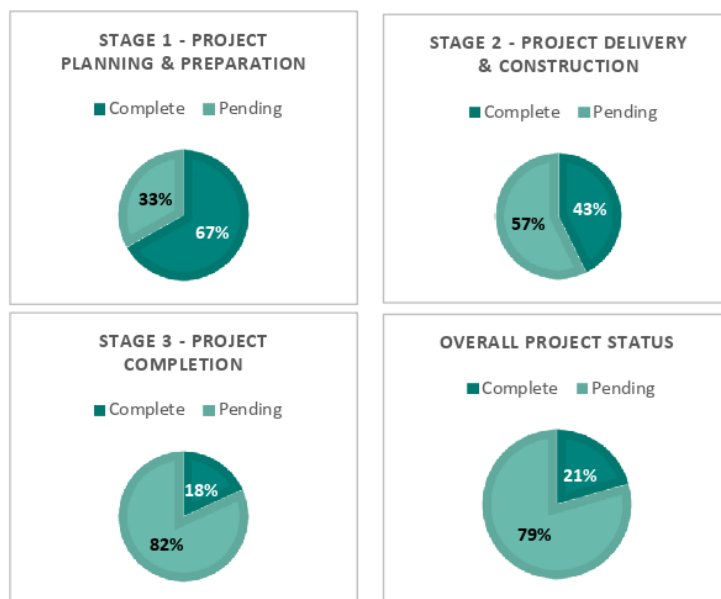 STAGE 1 - PROJECT
PLANNING & PREPARATION
Complete Pending
33%
67%
STAGE 2 - PROJECT DELIVERY
& CONSTRUCTION
Complete Pending
43%
57%
STAGE 3 - PROJECT
COMPLETION
Complete Pending
18%
82%
OVERALL PROJECT STATUS
Complete Pending
21%
79%